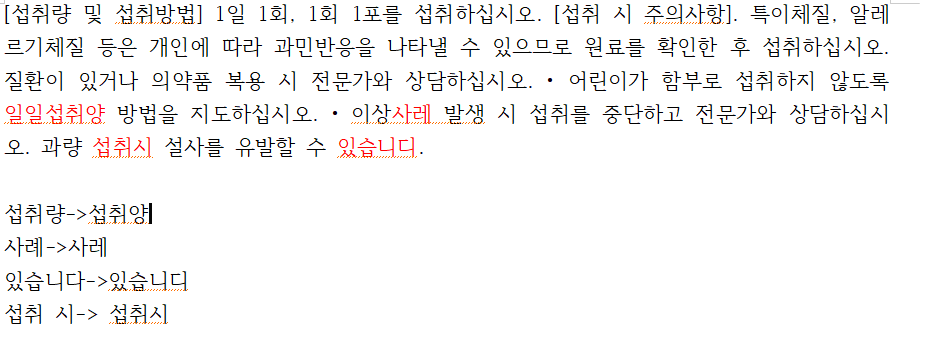 [섭취량 및 섭취방법] 1일 1회, 1회 1포를 섭취하십시오. [섭취 시 주의사항]. 특이체질, 알레
르기체질 등은 개인에 따라 과민반응을 나타낼 수 있으므로 원료를 확인한 후 섭취하십시오.
질환이 있거나 의약품 복용 시 전문가와 상담하십시오. • 어린이가 함부로 섭취하지 않도록
일일섭취양 방법을 지도하십시오. • 이상사레 발생 시 섭취를 중단하고 전문가와 상담하십시
오. 과량 섭취시 설사를 유발할 수 있습니디.
섭취량->섭취양
사례->사레
있습니다->있습니디
섭취 시-> 섭취시